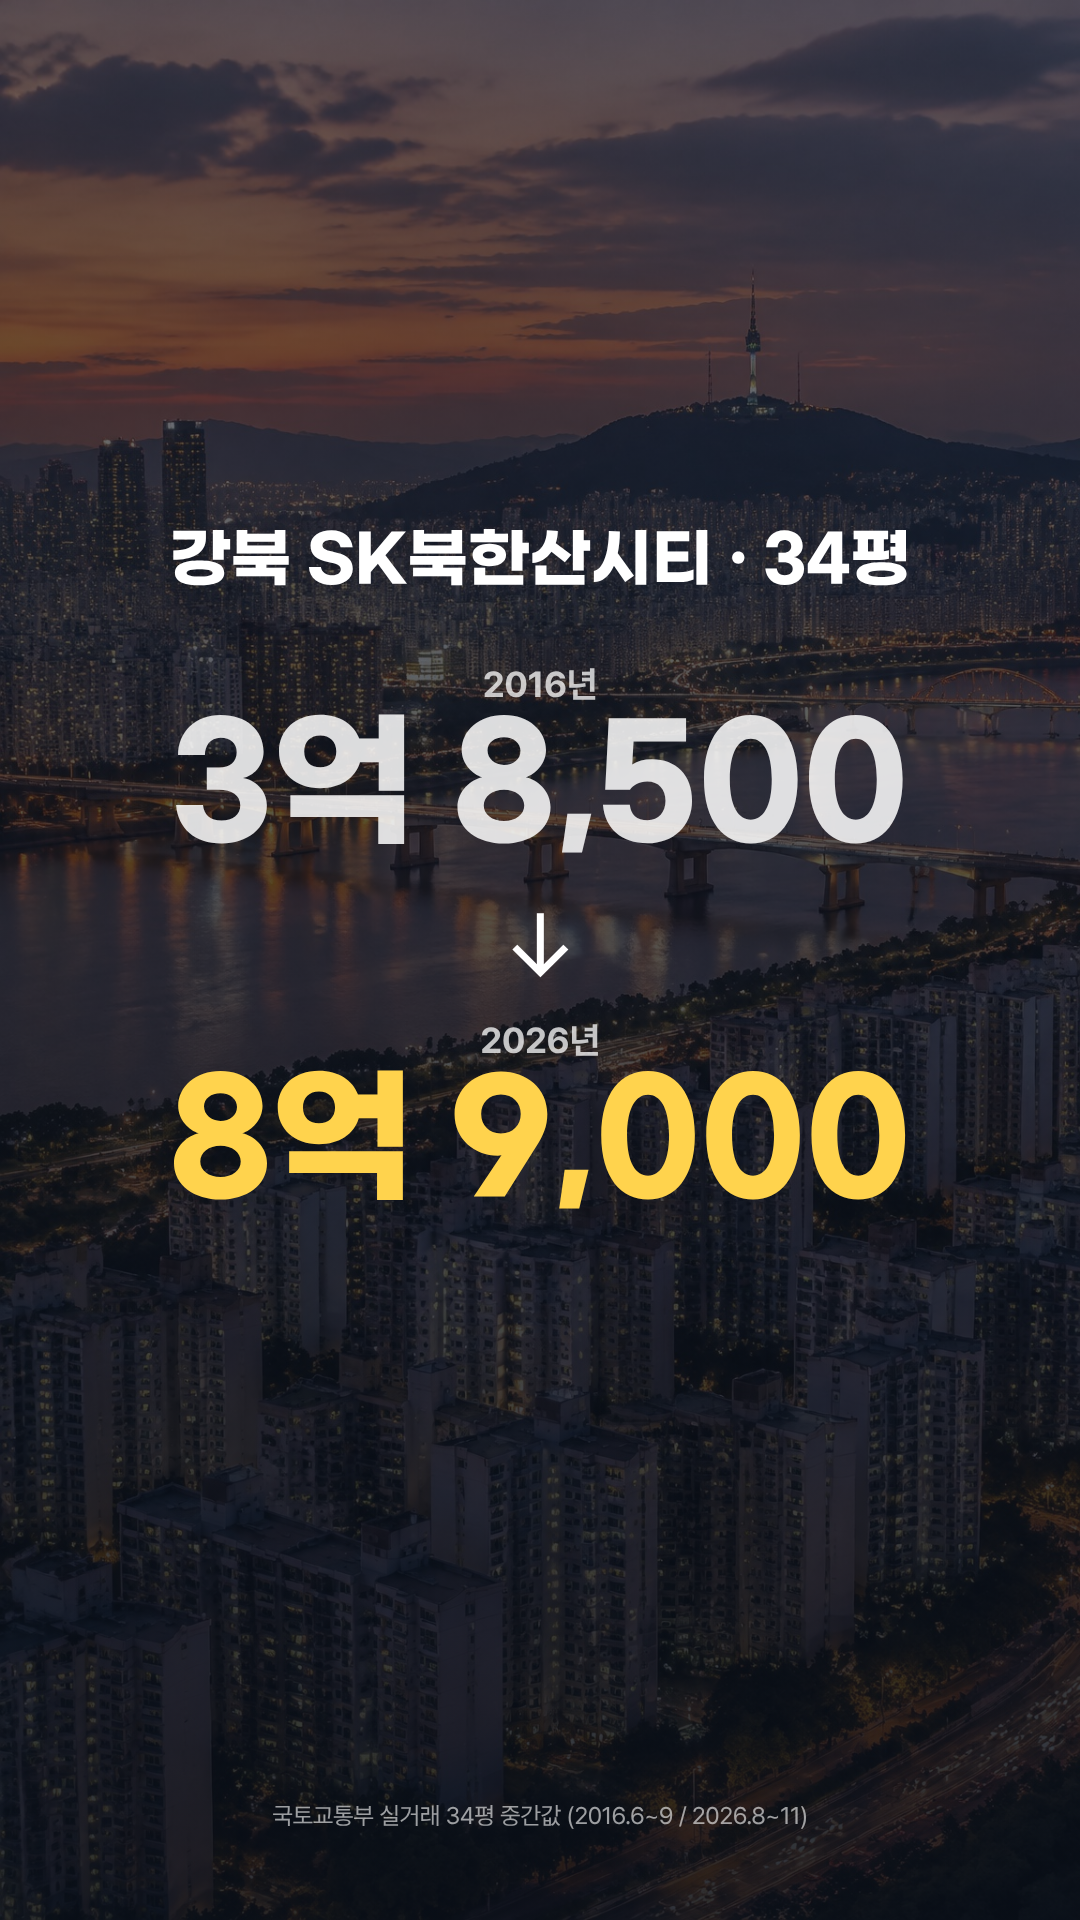 강북 SK북한산시티 · 34평
2016년
3억 8,500
↓
2026년
8억 9,000
국토교통부 실거래 34평 중간값 (2016.6~9 / 2026.8~11)